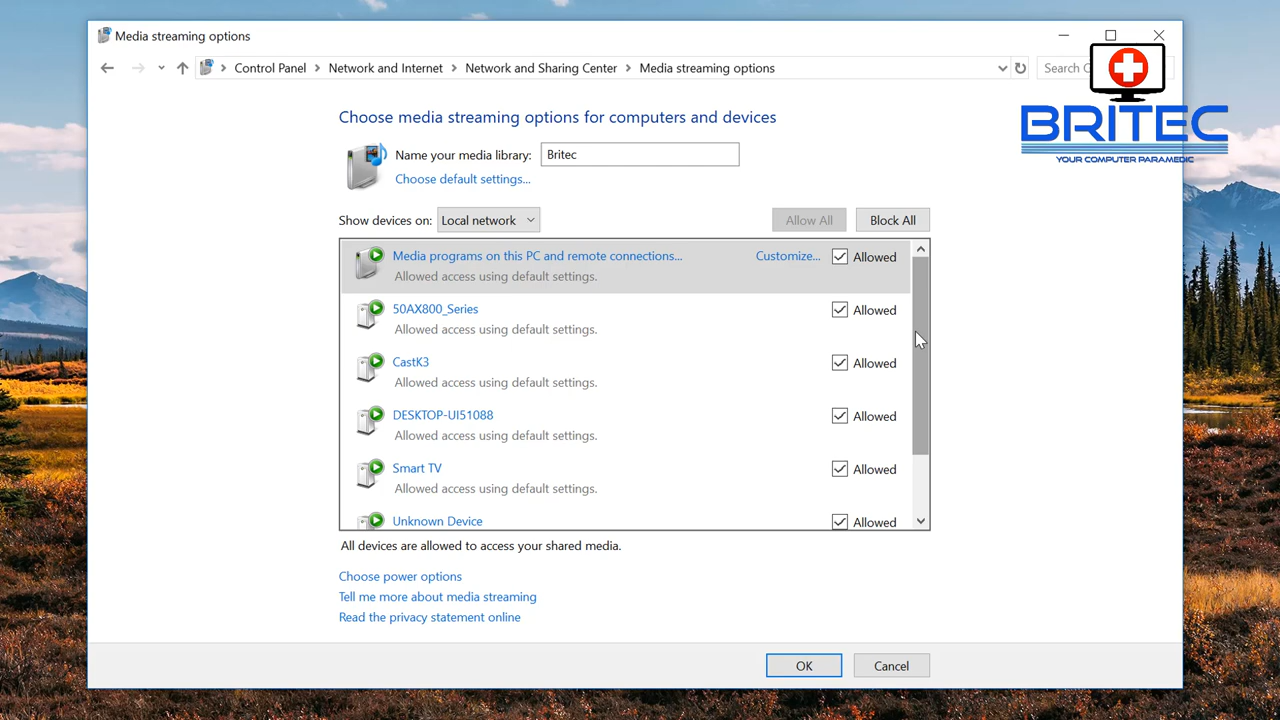 Media streaming options
Control Panel > Network and Internet > Network and Sharing Center > Media streaming options
Search C
BRITEC
YOUR COMPUTER PARAMEDIC
Choose media streaming options for computers and devices
Name your media library: Britec
Choose default settings...
Show devices on: Local network Allow All Block All
Media programs on this PC and remote connections... Customize... Allowed
Allowed access using default settings.
50AX800_Series Allowed
Allowed access using default settings.
CastK3 Allowed
Allowed access using default settings.
DESKTOP-UI51088 Allowed
Allowed access using default settings.
Smart TV Allowed
Allowed access using default settings.
Unknown Device Allowed
All devices are allowed to access your shared media.
Choose power options
Tell me more about media streaming
Read the privacy statement online
OK Cancel